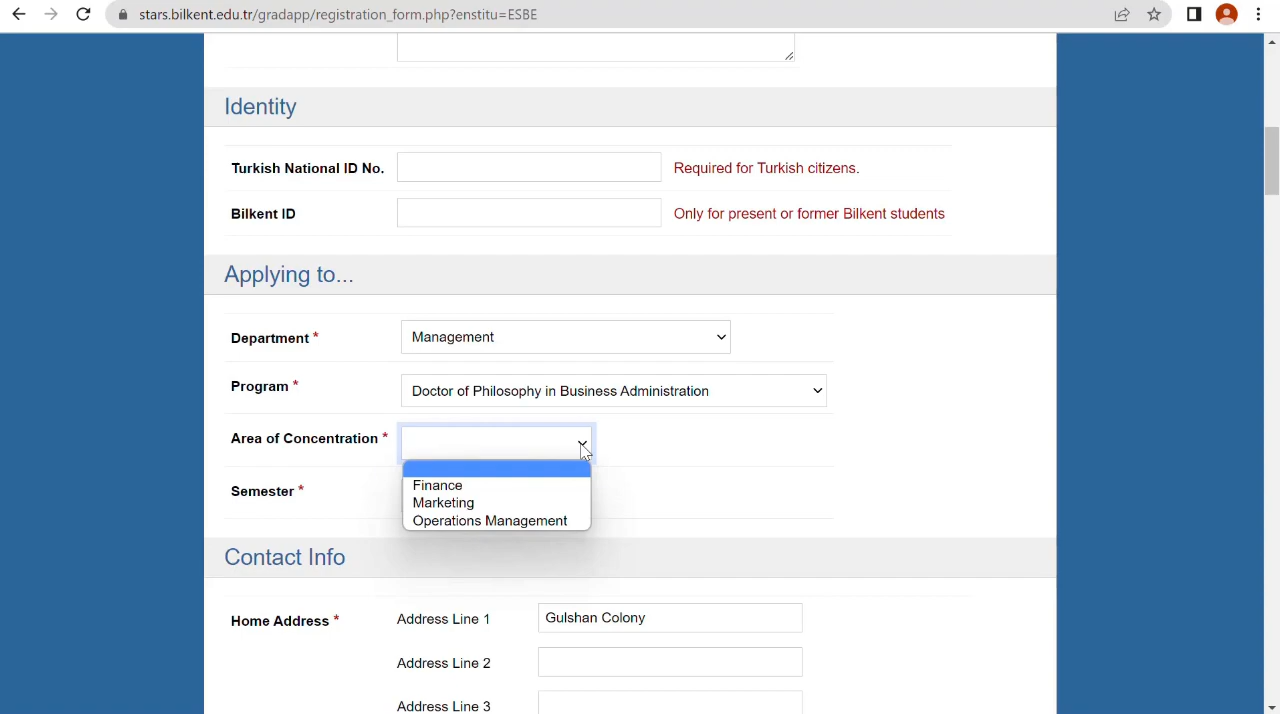 stars.bilkent.edu.tr/gradapp/registration_form.php?enstitu=ESBE
Identity
Turkish National ID No. Required for Turkish citizens.
Bilkent ID Only for present or former Bilkent students
Applying to...
Department * Management
Program * Doctor of Philosophy in Business Administration
Area of Concentration *
Finance
Semester *
Marketing
Operations Management
Contact Info
Home Address * Address Line 1 Gulshan Colony
Address Line 2
Address Line 3